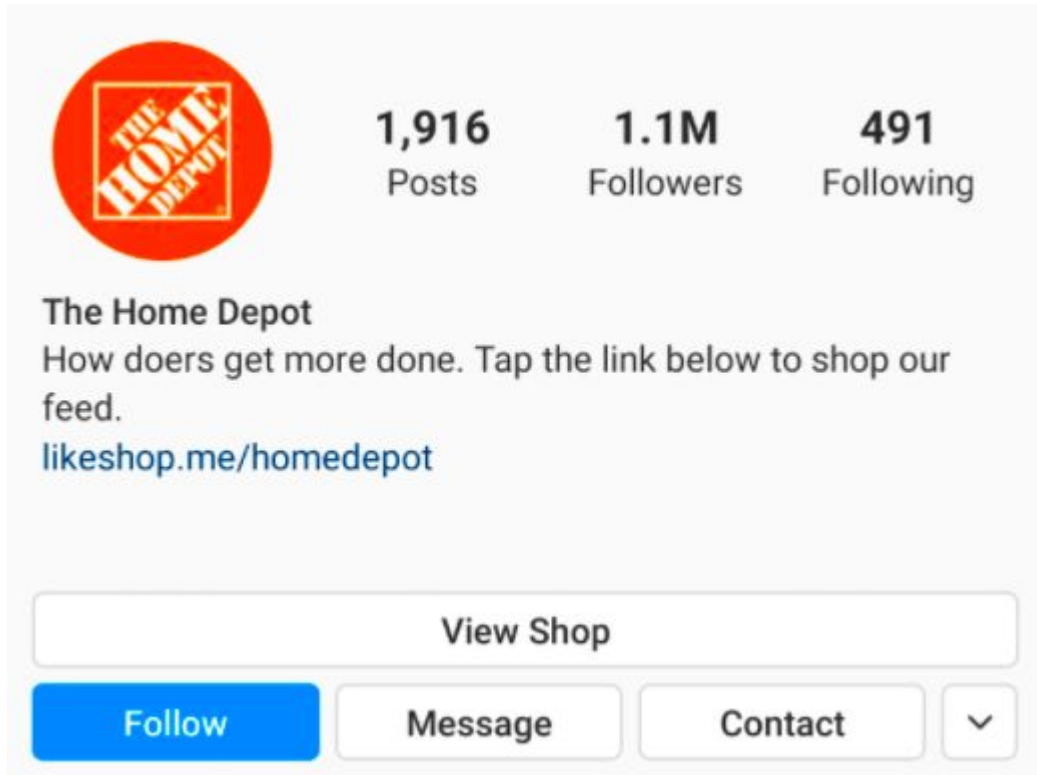 THE
HOME
DEPOT
1,916 1.1M 491
Posts Followers Following
The Home Depot
How doers get more done. Tap the link below to shop our
feed.
likeshop.me/homedepot
View Shop
Follow Message Contact